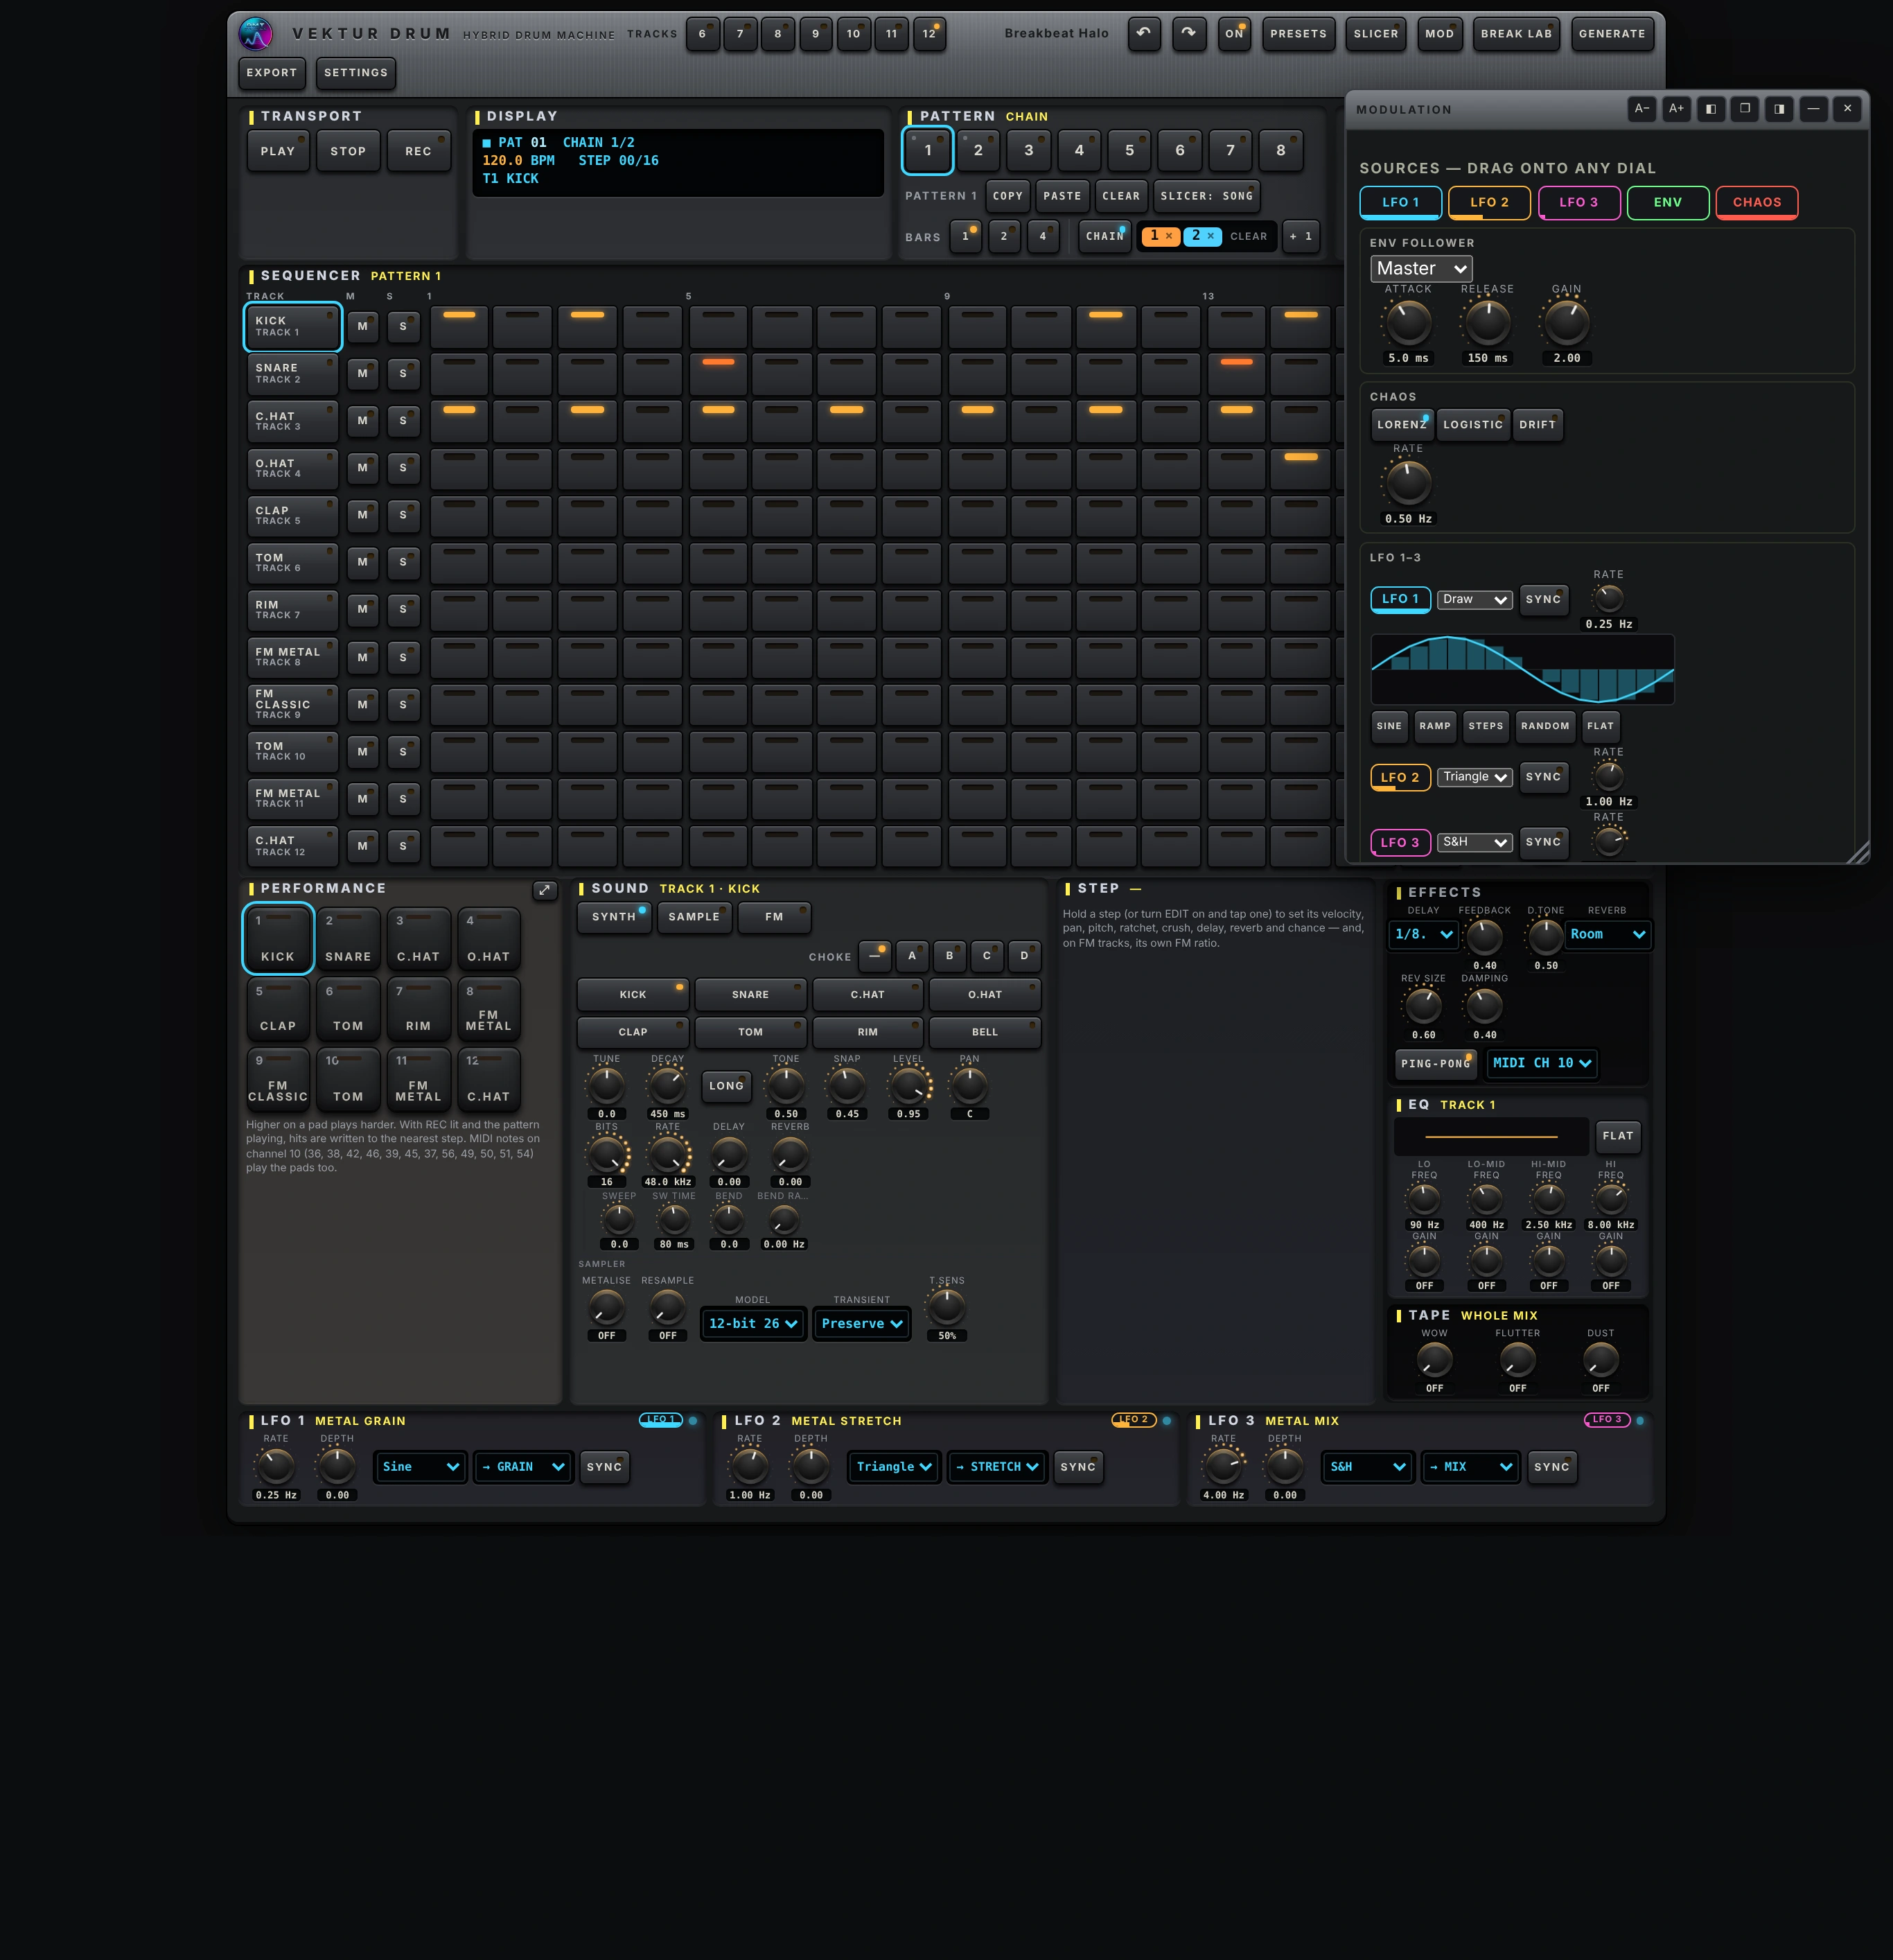 VEKTUR DRUM HYBRID DRUM MACHINE TRACKS 6 7 8 9 10 11 12 Breakbeat Halo ↶ ↷ ON PRESETS SLICER MOD BREAK LAB GENERATE
EXPORT SETTINGS
TRANSPORT
PLAY STOP REC
DISPLAY
■ PAT 01 CHAIN 1/2
120.0 BPM STEP 00/16
T1 KICK
PATTERN CHAIN
1 2 3 4 5 6 7 8
PATTERN 1 COPY PASTE CLEAR SLICER: SONG
BARS 1 2 4 CHAIN 1 × 2 × CLEAR + 1
MODULATION A− A+ ◧ ❐ ◨ — ✕
SOURCES — DRAG ONTO ANY DIAL
LFO 1 LFO 2 LFO 3 ENV CHAOS
ENV FOLLOWER
Master
ATTACK RELEASE GAIN
5.0 ms 150 ms 2.00
CHAOS
LORENZ LOGISTIC DRIFT
RATE
0.50 Hz
LFO 1–3
RATE
LFO 1 Draw SYNC
0.25 Hz
SINE RAMP STEPS RANDOM FLAT
RATE
LFO 2 Triangle SYNC
1.00 Hz
RATE
LFO 3 S&H SYNC
SEQUENCER PATTERN 1
TRACK M S 1 5 9 13
KICK
TRACK 1
M S
SNARE
TRACK 2
M S
C.HAT
TRACK 3
M S
O.HAT
TRACK 4
M S
CLAP
TRACK 5
M S
TOM
TRACK 6
M S
RIM
TRACK 7
M S
FM METAL
TRACK 8
M S
FM
CLASSIC
TRACK 9
M S
TOM
TRACK 10
M S
FM METAL
TRACK 11
M S
C.HAT
TRACK 12
M S
PERFORMANCE ⤢
1 2 3 4
KICK SNARE C.HAT O.HAT
5 6 7 8
CLAP TOM RIM FM METAL
9 10 11 12
FM CLASSIC TOM FM METAL C.HAT
Higher on a pad plays harder. With REC lit and the pattern
playing, hits are written to the nearest step. MIDI notes on
channel 10 (36, 38, 42, 46, 39, 45, 37, 56, 49, 50, 51, 54)
play the pads too.
SOUND TRACK 1 · KICK
SYNTH SAMPLE FM
CHOKE — A B C D
KICK SNARE C.HAT O.HAT
CLAP TOM RIM BELL
TUNE DECAY LONG TONE SNAP LEVEL PAN
0.0 450 ms 0.50 0.45 0.95 C
BITS RATE DELAY REVERB
16 48.0 kHz 0.00 0.00
SWEEP SW TIME BEND BEND RA…
0.0 80 ms 0.0 0.00 Hz
SAMPLER
METALISE RESAMPLE MODEL TRANSIENT T.SENS
12-bit 26 Preserve
OFF OFF 50%
STEP —
Hold a step (or turn EDIT on and tap one) to set its velocity,
pan, pitch, ratchet, crush, delay, reverb and chance — and,
on FM tracks, its own FM ratio.
EFFECTS
DELAY FEEDBACK D.TONE REVERB
1/8. Room
0.40 0.50
REV SIZE DAMPING
0.60 0.40
PING-PONG MIDI CH 10
EQ TRACK 1
FLAT
LO FREQ LO-MID FREQ HI-MID FREQ HI FREQ
90 Hz 400 Hz 2.50 kHz 8.00 kHz
GAIN GAIN GAIN GAIN
OFF OFF OFF OFF
TAPE WHOLE MIX
WOW FLUTTER DUST
OFF OFF OFF
LFO 1 METAL GRAIN LFO 1
RATE DEPTH
Sine → GRAIN SYNC
0.25 Hz 0.00
LFO 2 METAL STRETCH LFO 2
RATE DEPTH
Triangle → STRETCH SYNC
1.00 Hz 0.00
LFO 3 METAL MIX LFO 3
RATE DEPTH
S&H → MIX SYNC
4.00 Hz 0.00